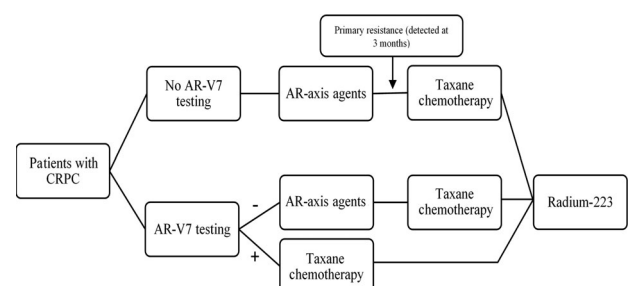 Primary resistance (detected at
3 months)
No AR-V7
testing
AR-axis agents
Taxane
chemotherapy
Patients with
CRPC
AR-V7 testing
-
+
AR-axis agents
Taxane
chemotherapy
Taxane
chemotherapy
Radium-223